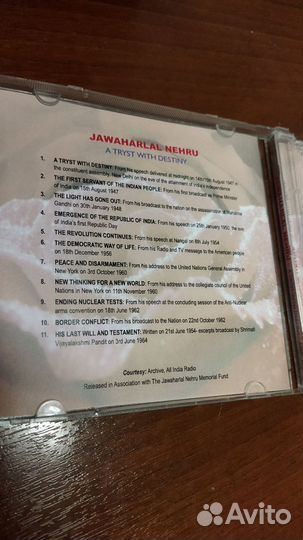 JAWAHARLAL NEHRU
A TRYST WITH DESTINY
1. A TRYST WITH DESTINY: From his speech delivered at midnight on 14th/15th August 1947 in
the constituent assembly, New Delhi on the eve of the attainment of India's independence
2. THE FIRST SERVANT OF THE INDIAN PEOPLE: From his first broadcast as Prime Minister
of India on 15th August 1947
3. THE LIGHT HAS GONE OUT: From his broadcast to the nation on the assassination of Mahatma
Gandhi on 30th January 1948
4. EMERGENCE OF THE REPUBLIC OF INDIA: From his speech on 25th January 1950, the eve
of India's first Republic Day
5. THE REVOLUTION CONTINUES: From his speech at Nangal on 8th July 1954
6. THE DEMOCRATIC WAY OF LIFE: From his Radio and TV message to the American people
on 18th December 1956
7. PEACE AND DISARMAMENT: From his address to the United Nations General Assembly in
New York on 3rd October 1960
8. NEW THINKING FOR A NEW WORLD: From his address to the collegiate council of the United
Nations in New York on 11th November 1960
9. ENDING NUCLEAR TESTS: From his speech at the concluding session of the Anti-Nuclear
arms convention on 18th June 1962
10. BORDER CONFLICT: From his broadcast to the Nation on 22nd October 1962
11. HIS LAST WILL AND TESTAMENT: Written on 21st June 1954- excerpts broadcast by Shrimati
Vijayalakshmi Pandit on 3rd June 1964
Courtesy: Archive, All India Radio
Released in Association with The Jawaharlal Nehru Memorial Fund
Avito